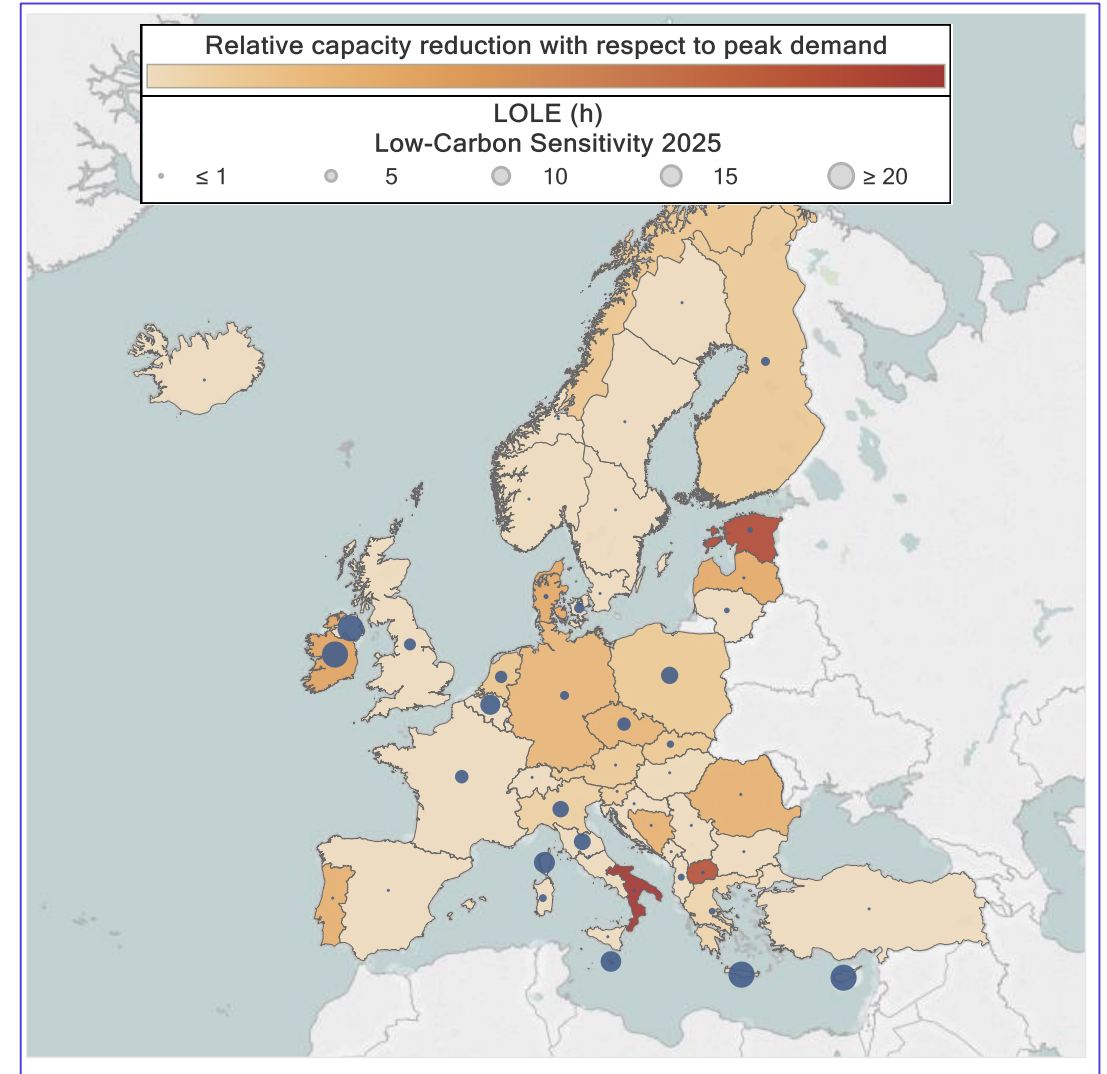 Relative capacity reduction with respect to peak demand
LOLE (h)
Low-Carbon Sensitivity 2025
≤ 1 5 10 15 ≥ 20